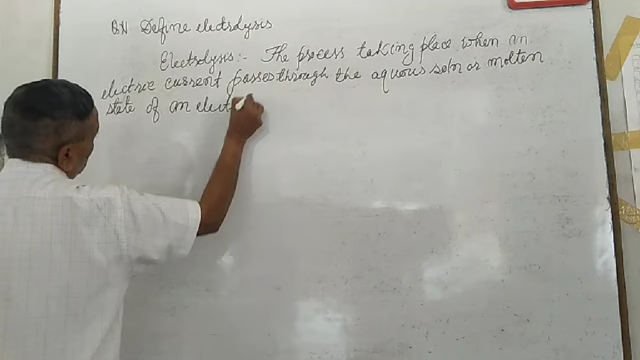 Define electrolysis
Electrolysis:- The process taking place when an
electric current passes through the aquous soln or molten
state of an elect